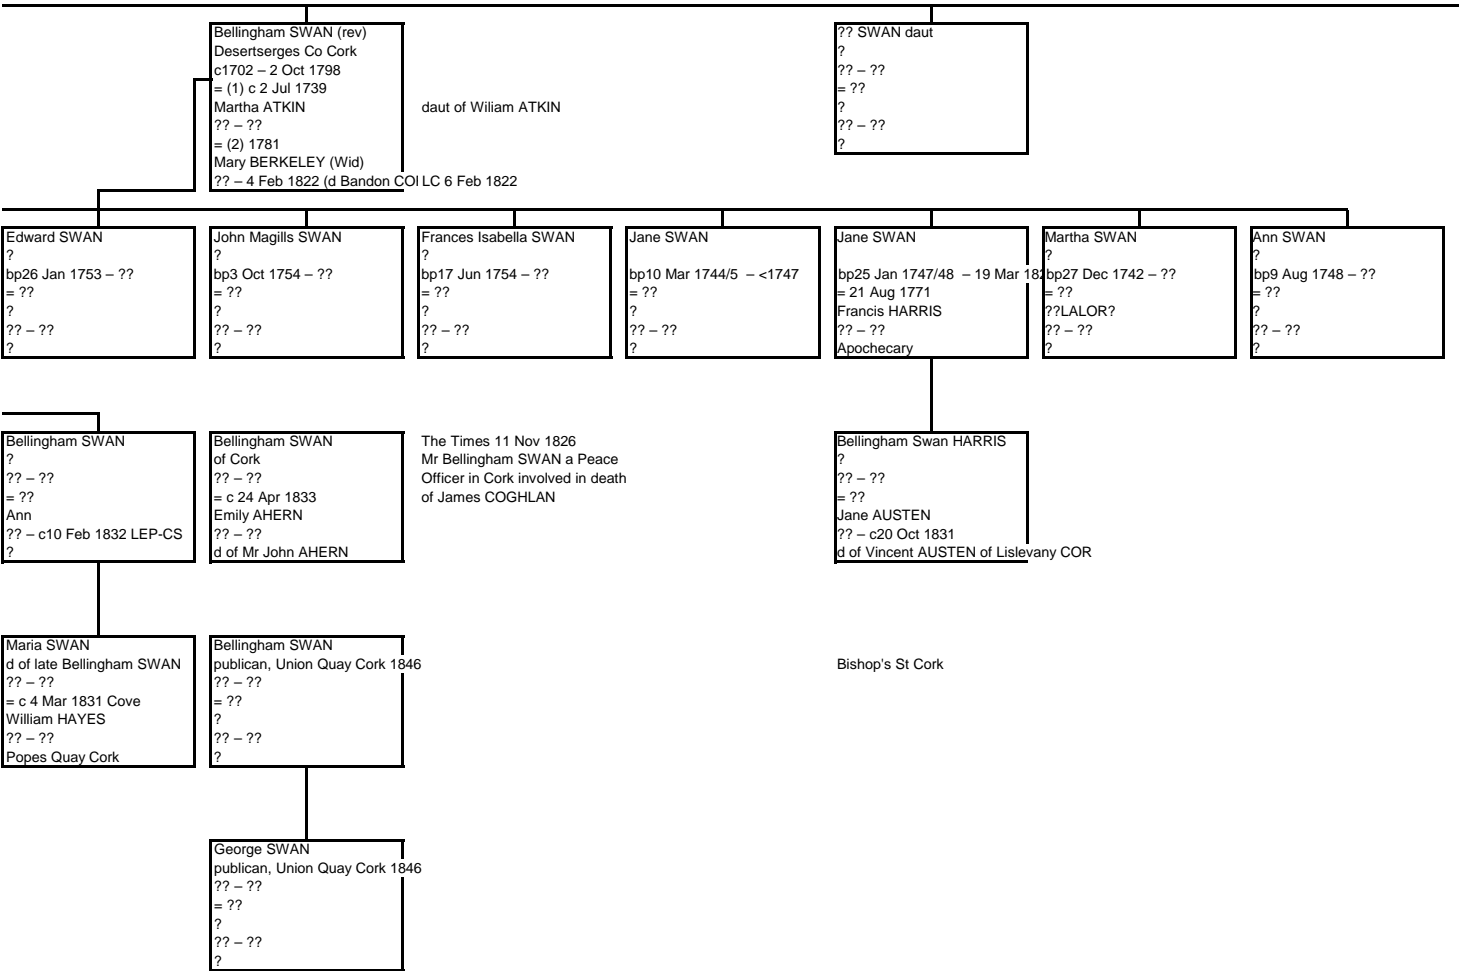 Bellingham SWAN (rev)
Desertserges Co Cork
c1702 – 2 Oct 1798
= (1) c 2 Jul 1739
Martha ATKIN
?? – ??
= (2) 1781
Mary BERKELEY (Wid)
?? – 4 Feb 1822 (d Bandon COI LC 6 Feb 1822
daut of Wiliam ATKIN
?? SWAN daut
?
?? – ??
= ??
?
?? – ??
?
Edward SWAN
?
bp26 Jan 1753 – ??
= ??
?
?? – ??
?
John Magills SWAN
?
bp3 Oct 1754 – ??
= ??
?
?? – ??
?
Frances Isabella SWAN
?
bp17 Jun 1754 – ??
= ??
?
?? – ??
?
Jane SWAN
bp10 Mar 1744/5 – <1747
= ??
?
?? – ??
?
Jane SWAN
bp25 Jan 1747/48 – 19 Mar 182
= 21 Aug 1771
Francis HARRIS
?? – ??
Apochecary
Martha SWAN
?
bp27 Dec 1742 – ??
= ??
??LALOR?
?? – ??
?
Ann SWAN
?
bp9 Aug 1748 – ??
= ??
?
?? – ??
?
Bellingham SWAN
?
?? – ??
= ??
Ann
?? – c10 Feb 1832 LEP-CS
?
Bellingham SWAN
of Cork
?? – ??
= c 24 Apr 1833
Emily AHERN
?? – ??
d of Mr John AHERN
The Times 11 Nov 1826
Mr Bellingham SWAN a Peace
Officer in Cork involved in death
of James COGHLAN
Bellingham Swan HARRIS
?
?? – ??
= ??
Jane AUSTEN
?? – c20 Oct 1831
d of Vincent AUSTEN of Lislevany COR
Maria SWAN
d of late Bellingham SWAN
?? – ??
= c 4 Mar 1831 Cove
William HAYES
?? – ??
Popes Quay Cork
Bellingham SWAN
publican, Union Quay Cork 1846
?? – ??
= ??
?
?? – ??
?
Bishop's St Cork
George SWAN
publican, Union Quay Cork 1846
?? – ??
= ??
?
?? – ??
?